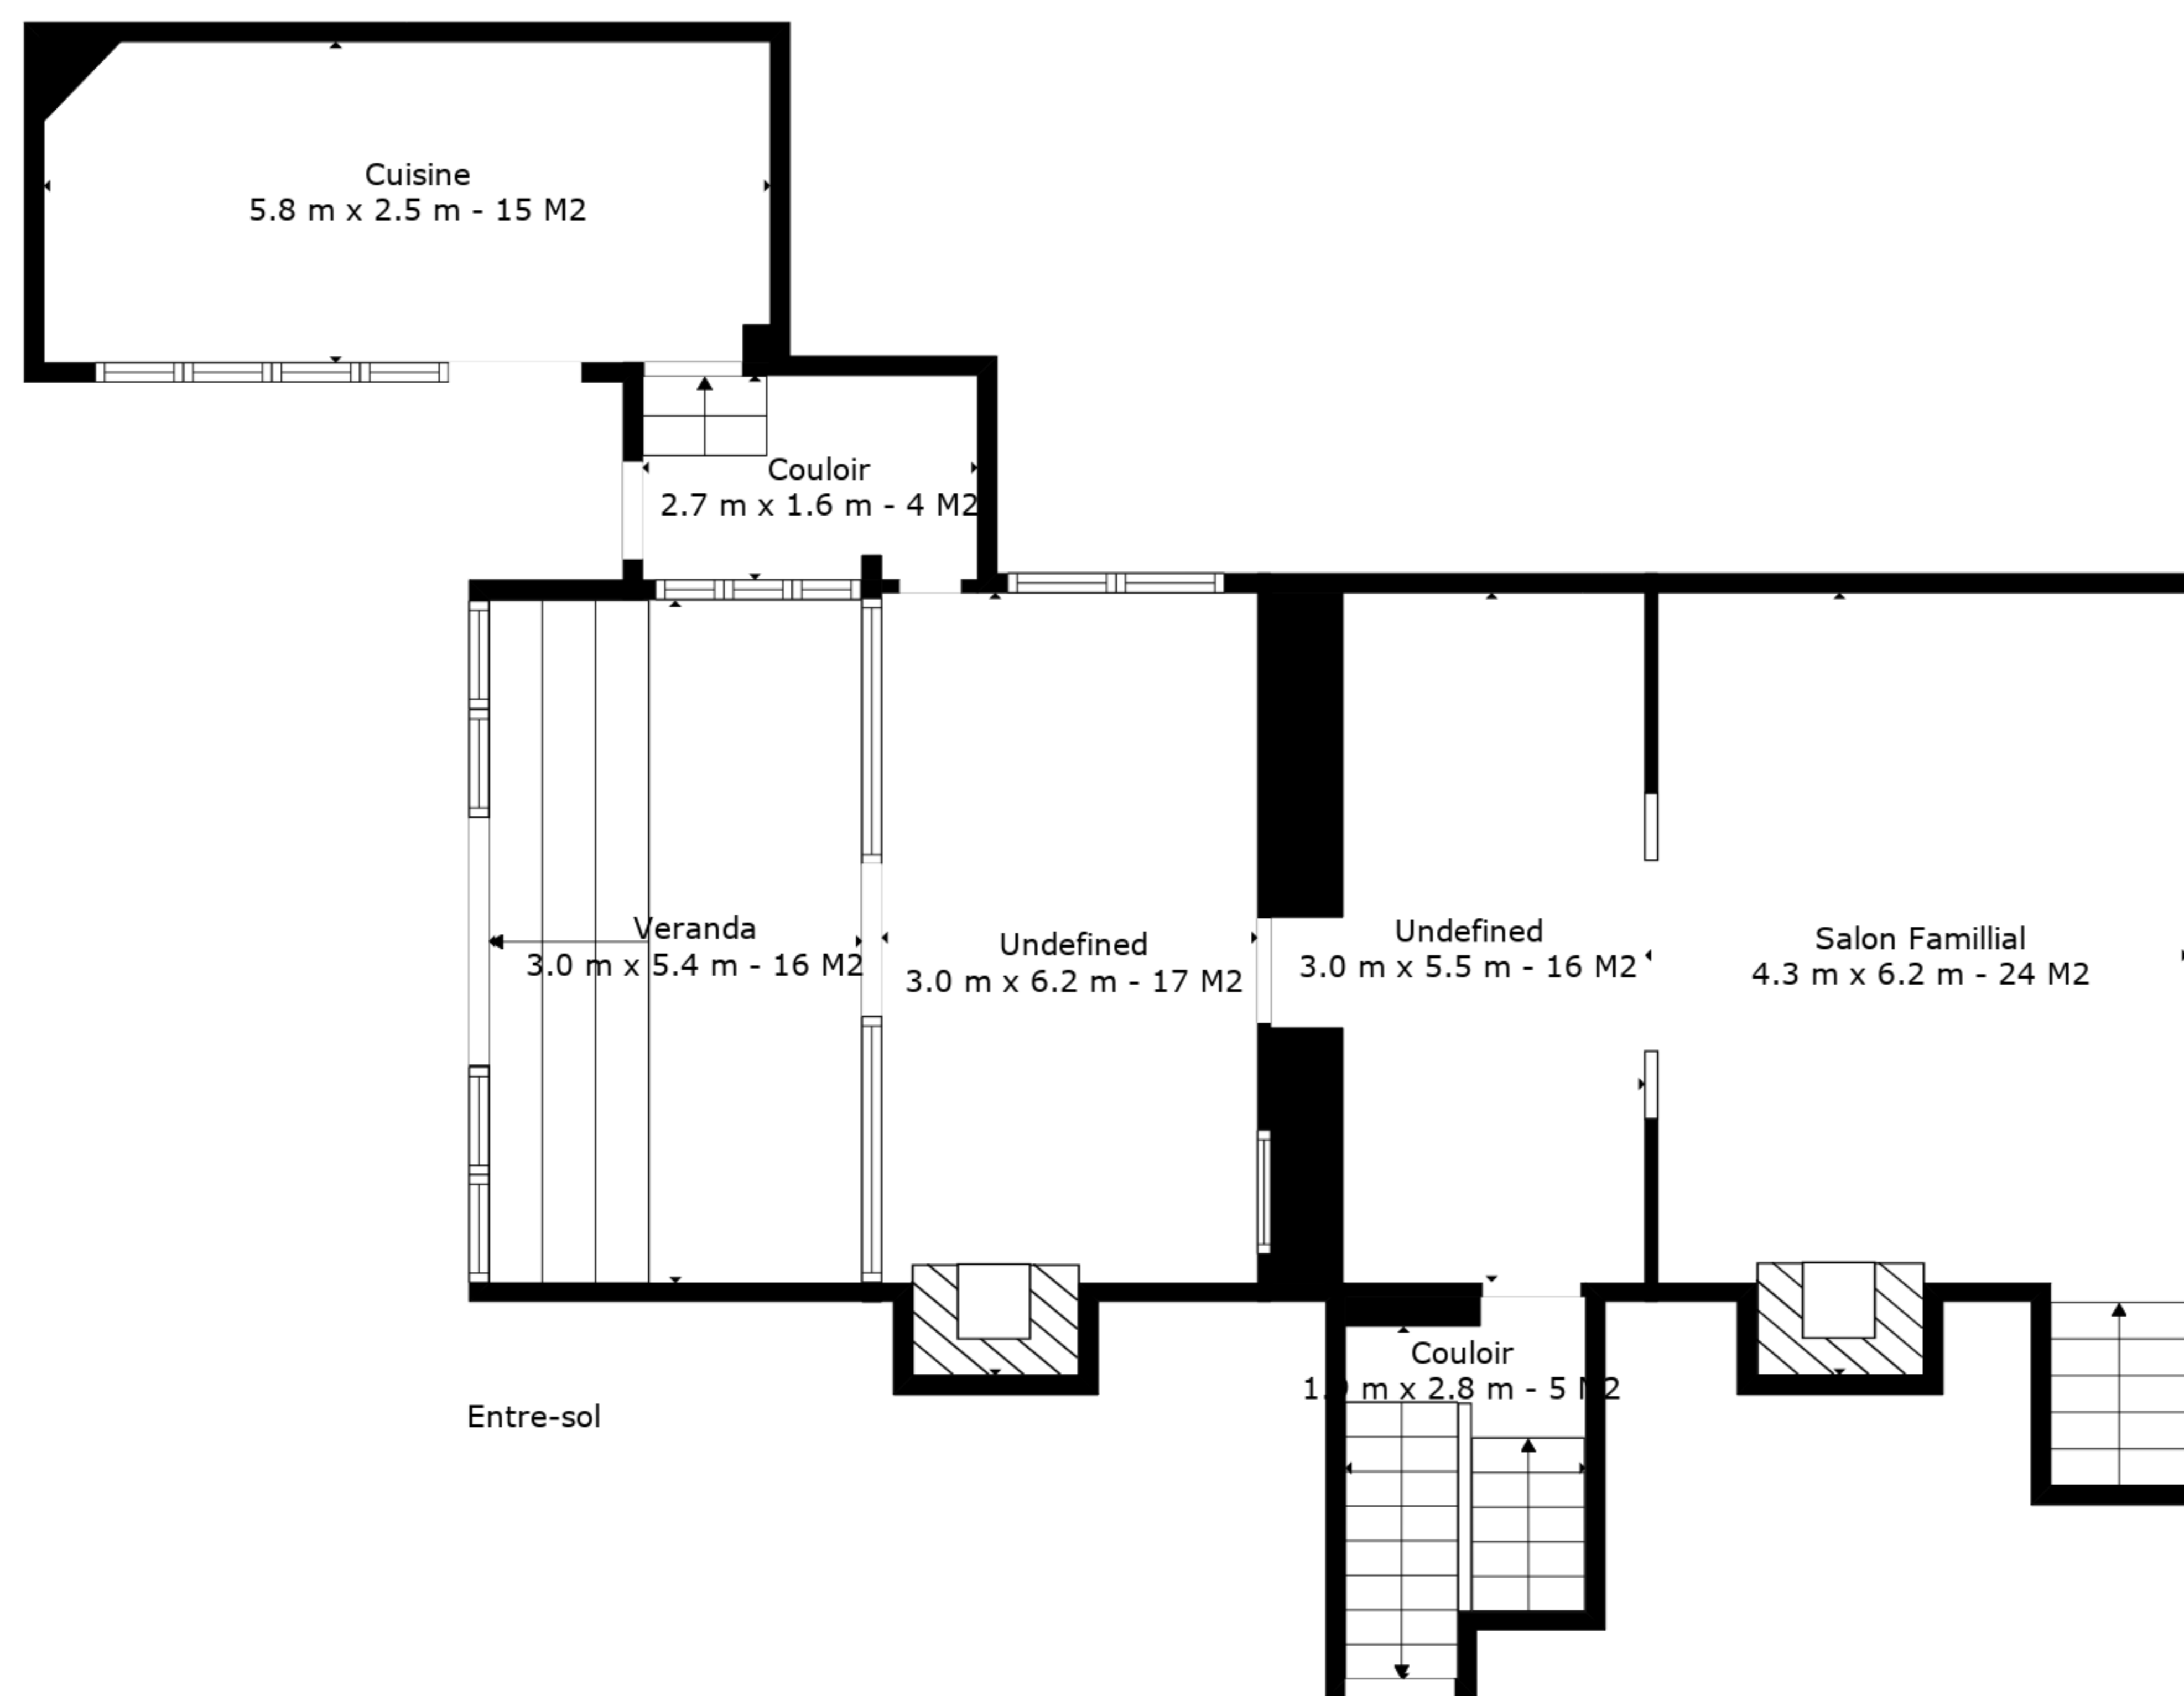 Cuisine
5.8 m x 2.5 m - 15 M2
Couloir
2.7 m x 1.6 m - 4 M2
Veranda
3.0 m x 5.4 m - 16 M2
Undefined
3.0 m x 6.2 m - 17 M2
Undefined
3.0 m x 5.5 m - 16 M2
Salon Famillial
4.3 m x 6.2 m - 24 M2
Couloir
m x 2.8 m - 5 M2
Entre-sol